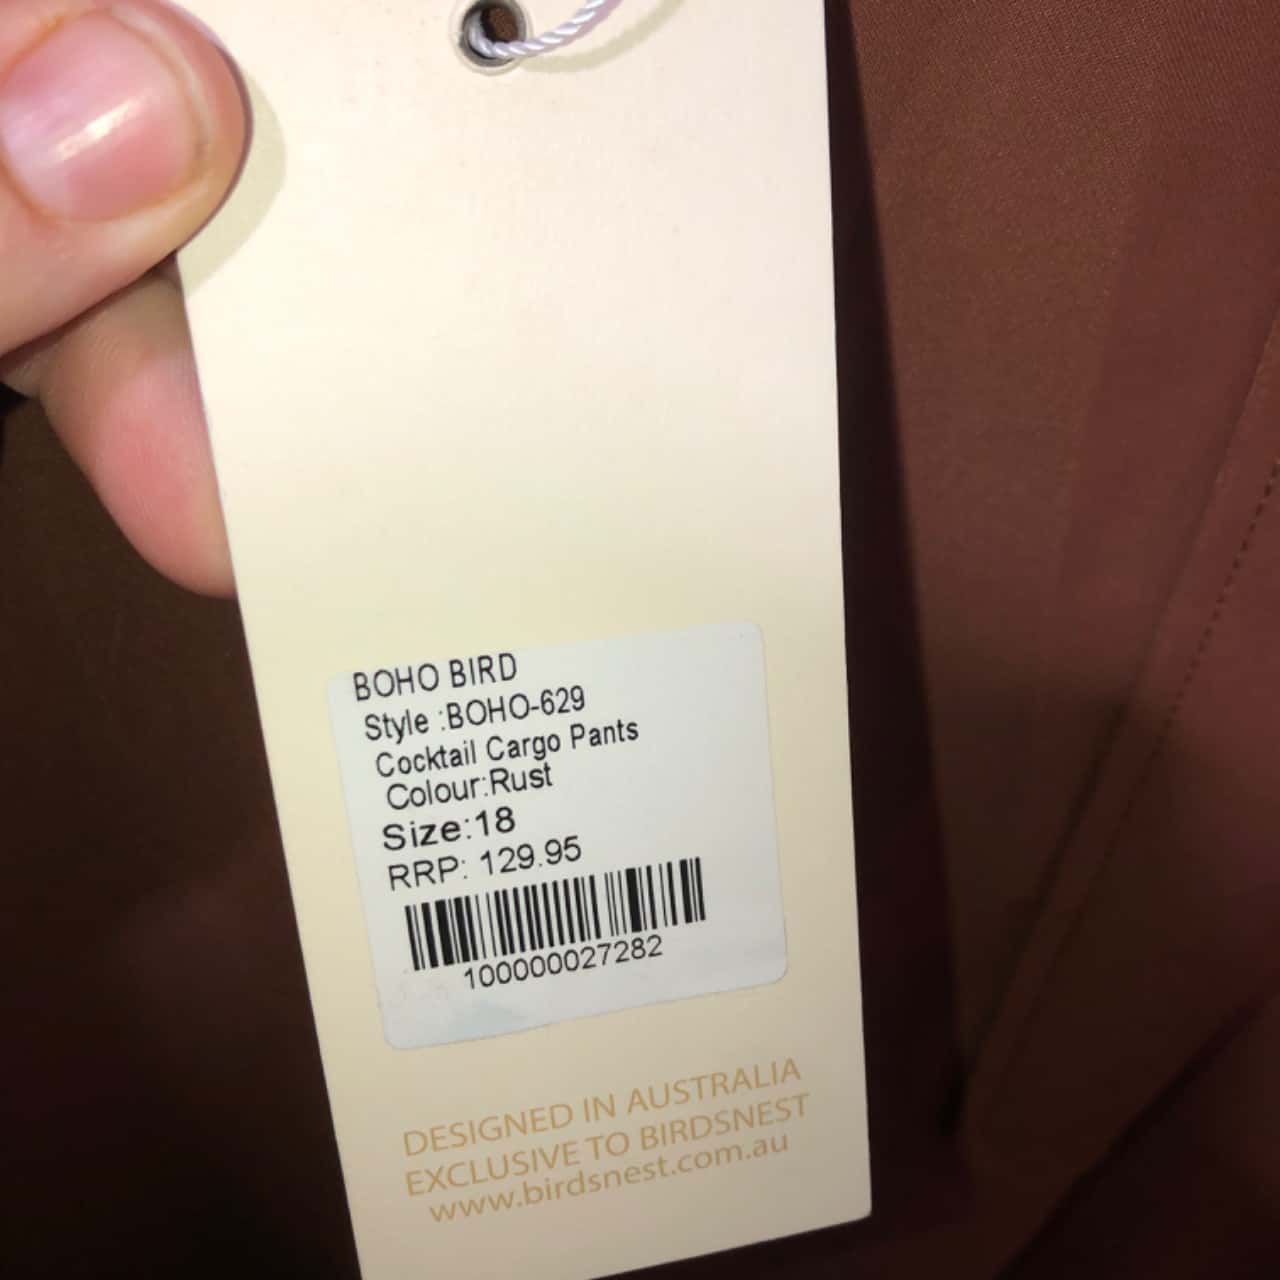 BOHO BIRD
Style :BOHO-629
Cocktail Cargo Pants
Colour:Rust
Size:18
RRP: 129.95
100000027282
DESIGNED IN AUSTRALIA
EXCLUSIVE TO BIRDSNEST
www.birdsnest.com.au